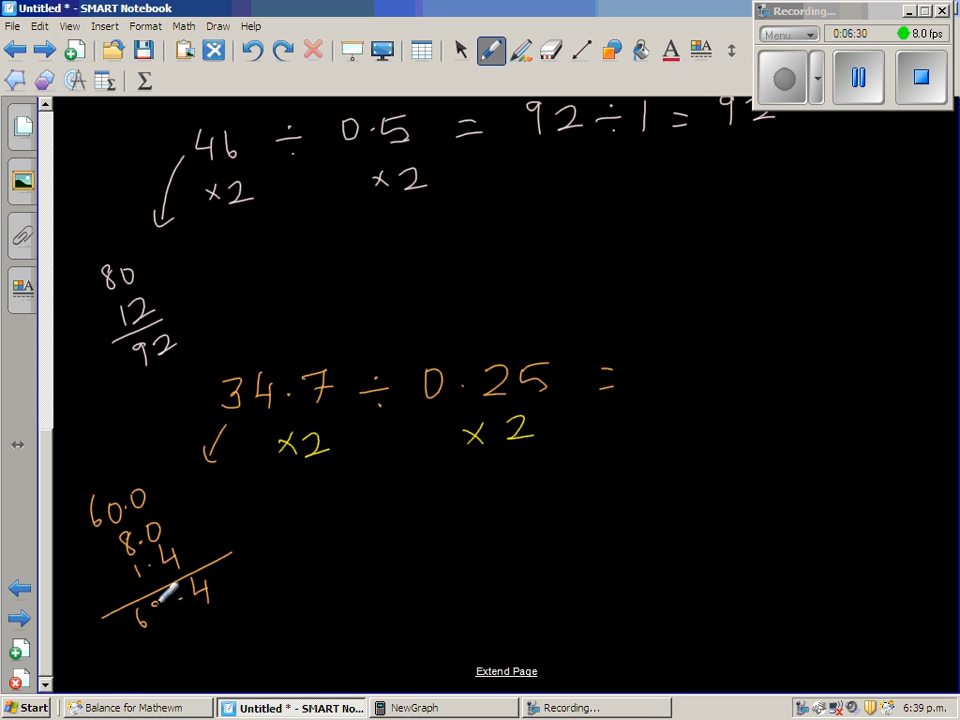 Untitled * - SMART Notebook
File Edit View Insert Format Math Draw Help
Recording...
Menu 0:06:30 8.0 fps
46 ÷ 0.5 = 92 ÷ 1 = 92
×2 ×2
80
12
92
34.7 ÷ 0.25 =
×2 ×2
60.0
8.0
1.4
.4
Extend Page
Start Balance for Mathewm Untitled * - SMART No... NewGraph Recording... 6:39 p.m.